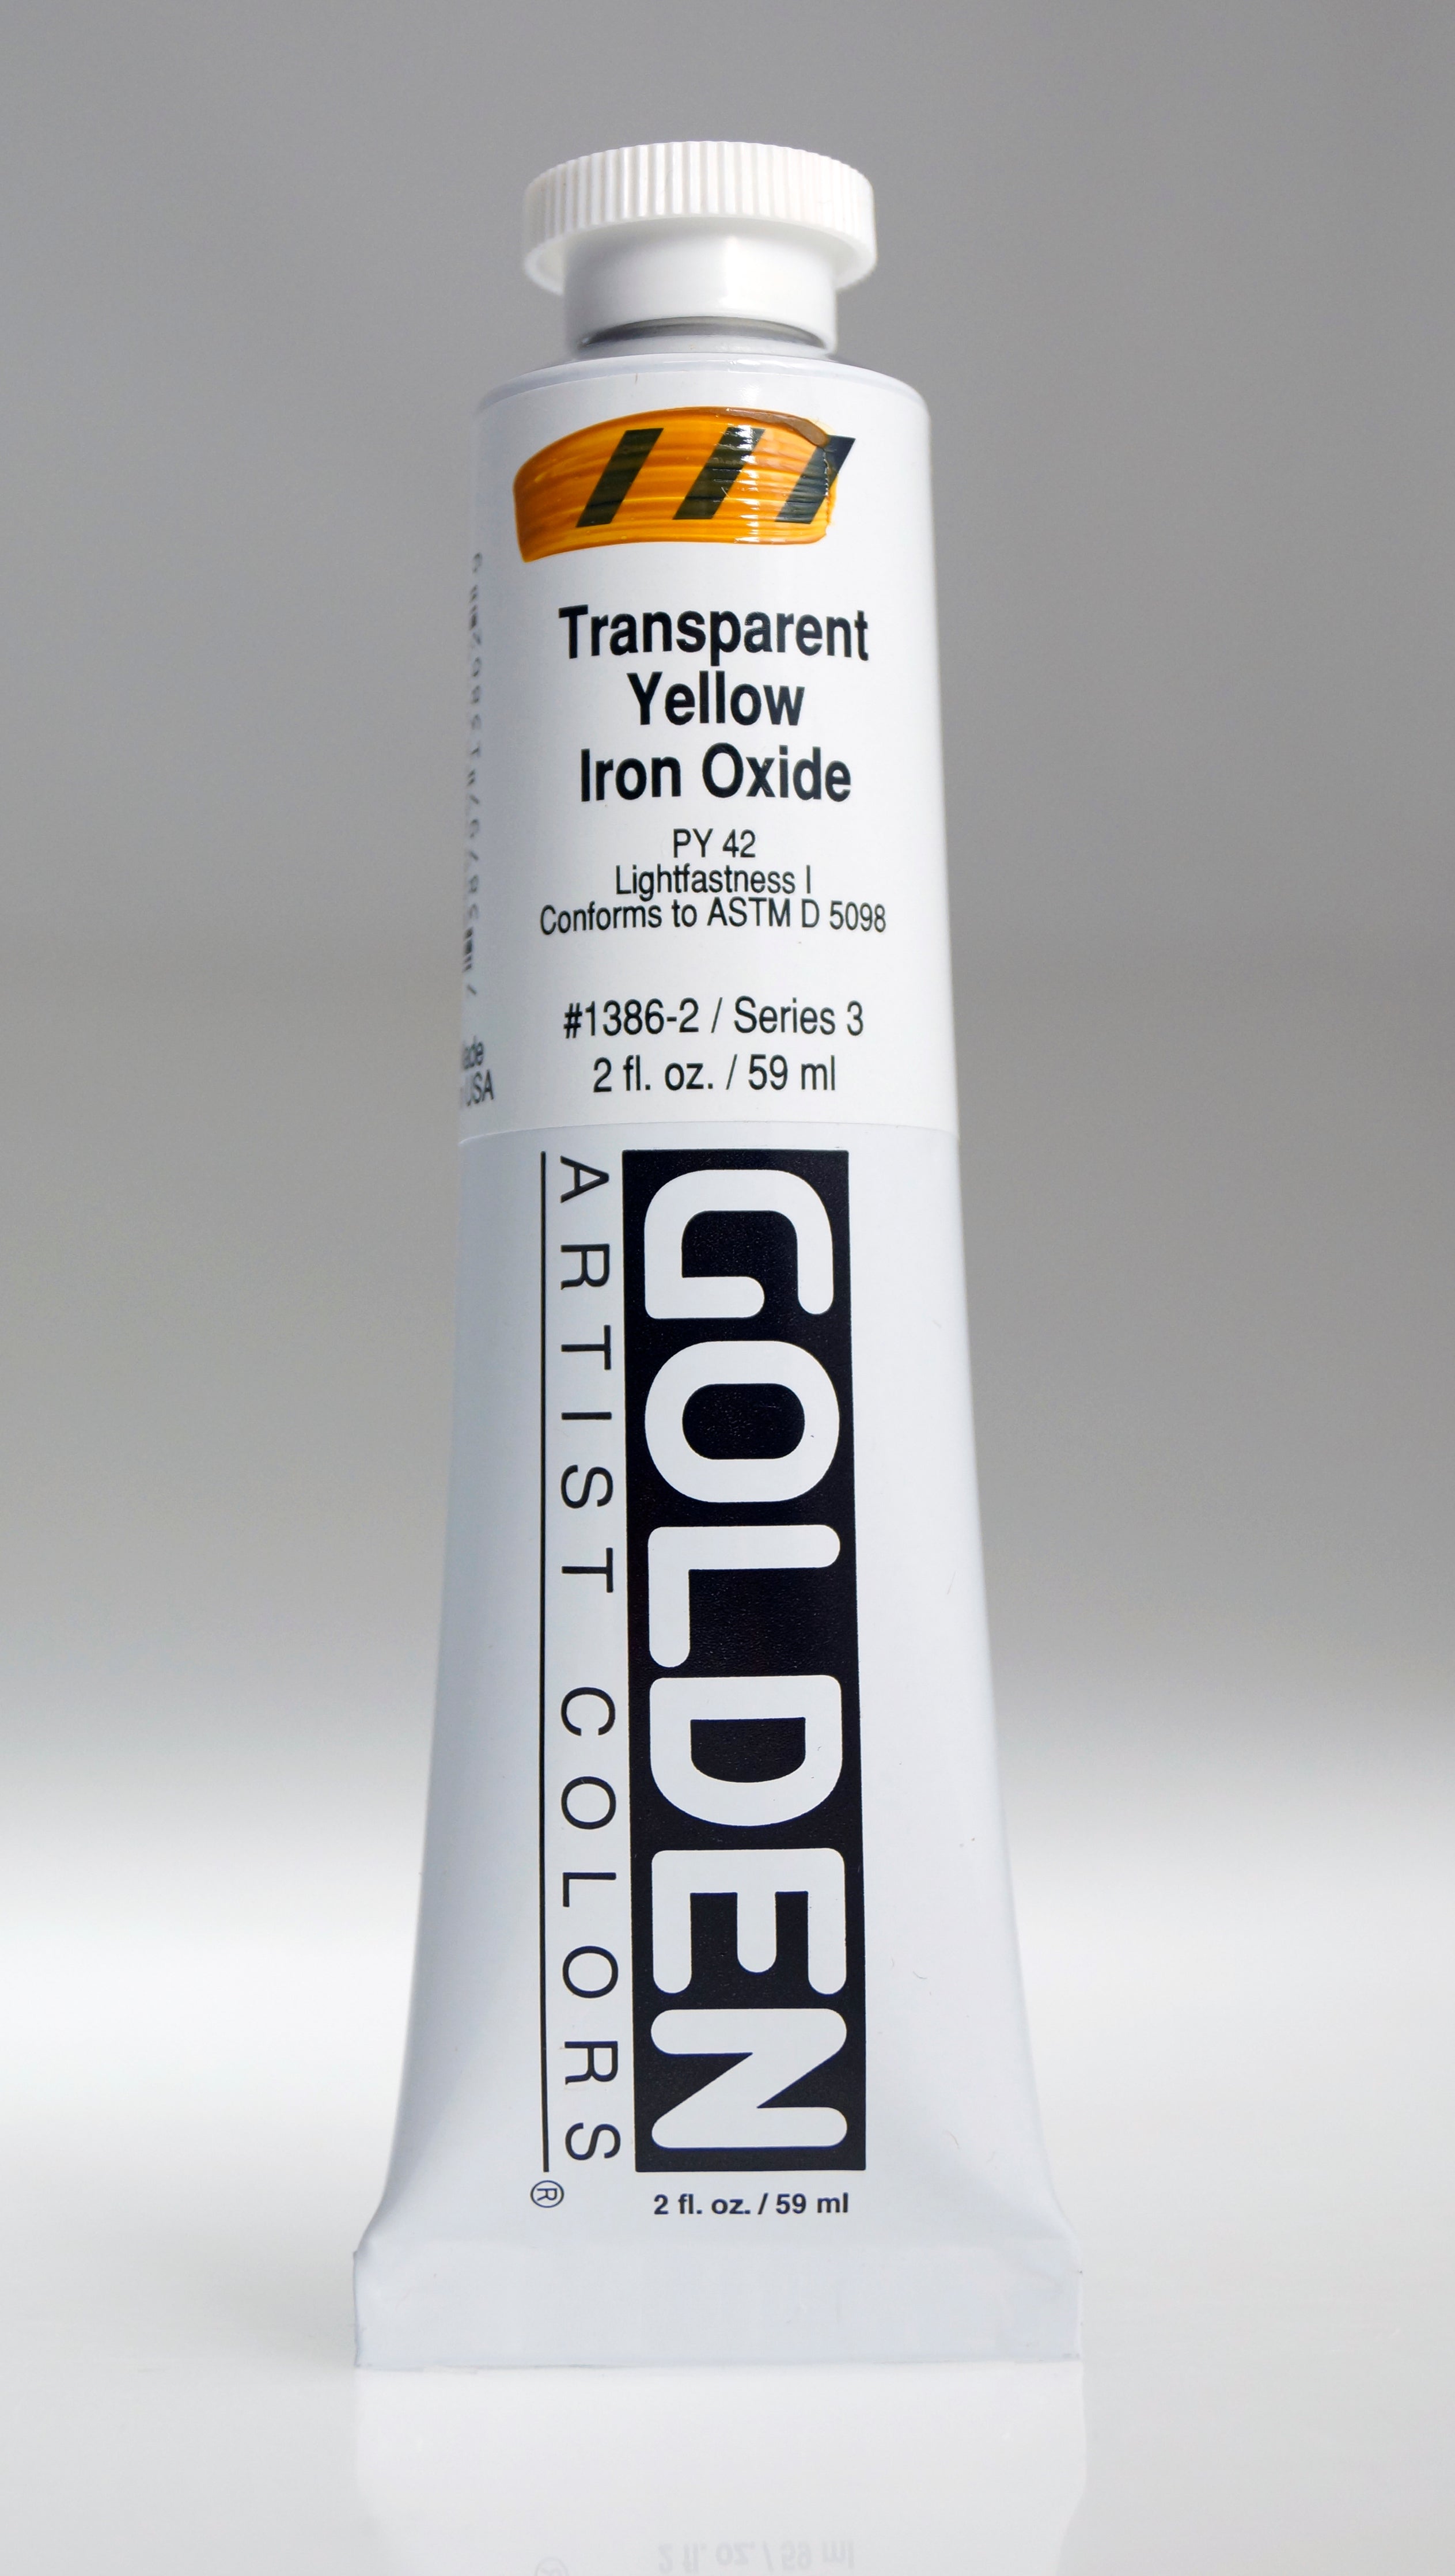 Transparent
Yellow
Iron Oxide
PY 42
Lightfastness I
Conforms to ASTM D 5098
#1386-2 / Series 3
2 fl. oz. / 59 ml
USA
GOLDEN
ARTIST COLORS
®
2 fl. oz. / 59 ml